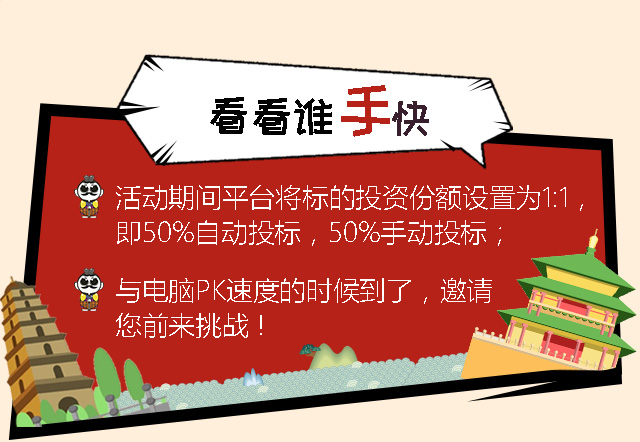 看看谁手快
活动期间平台将标的投资份额设置为1:1，
即50%自动投标，50%手动投标；
与电脑PK速度的时候到了，邀请
您前来挑战！